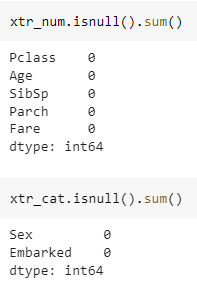 xtr_num.isnull().sum()
Pclass    0
Age       0
SibSp     0
Parch     0
Fare      0
dtype: int64
xtr_cat.isnull().sum()
Sex         0
Embarked    0
dtype: int64